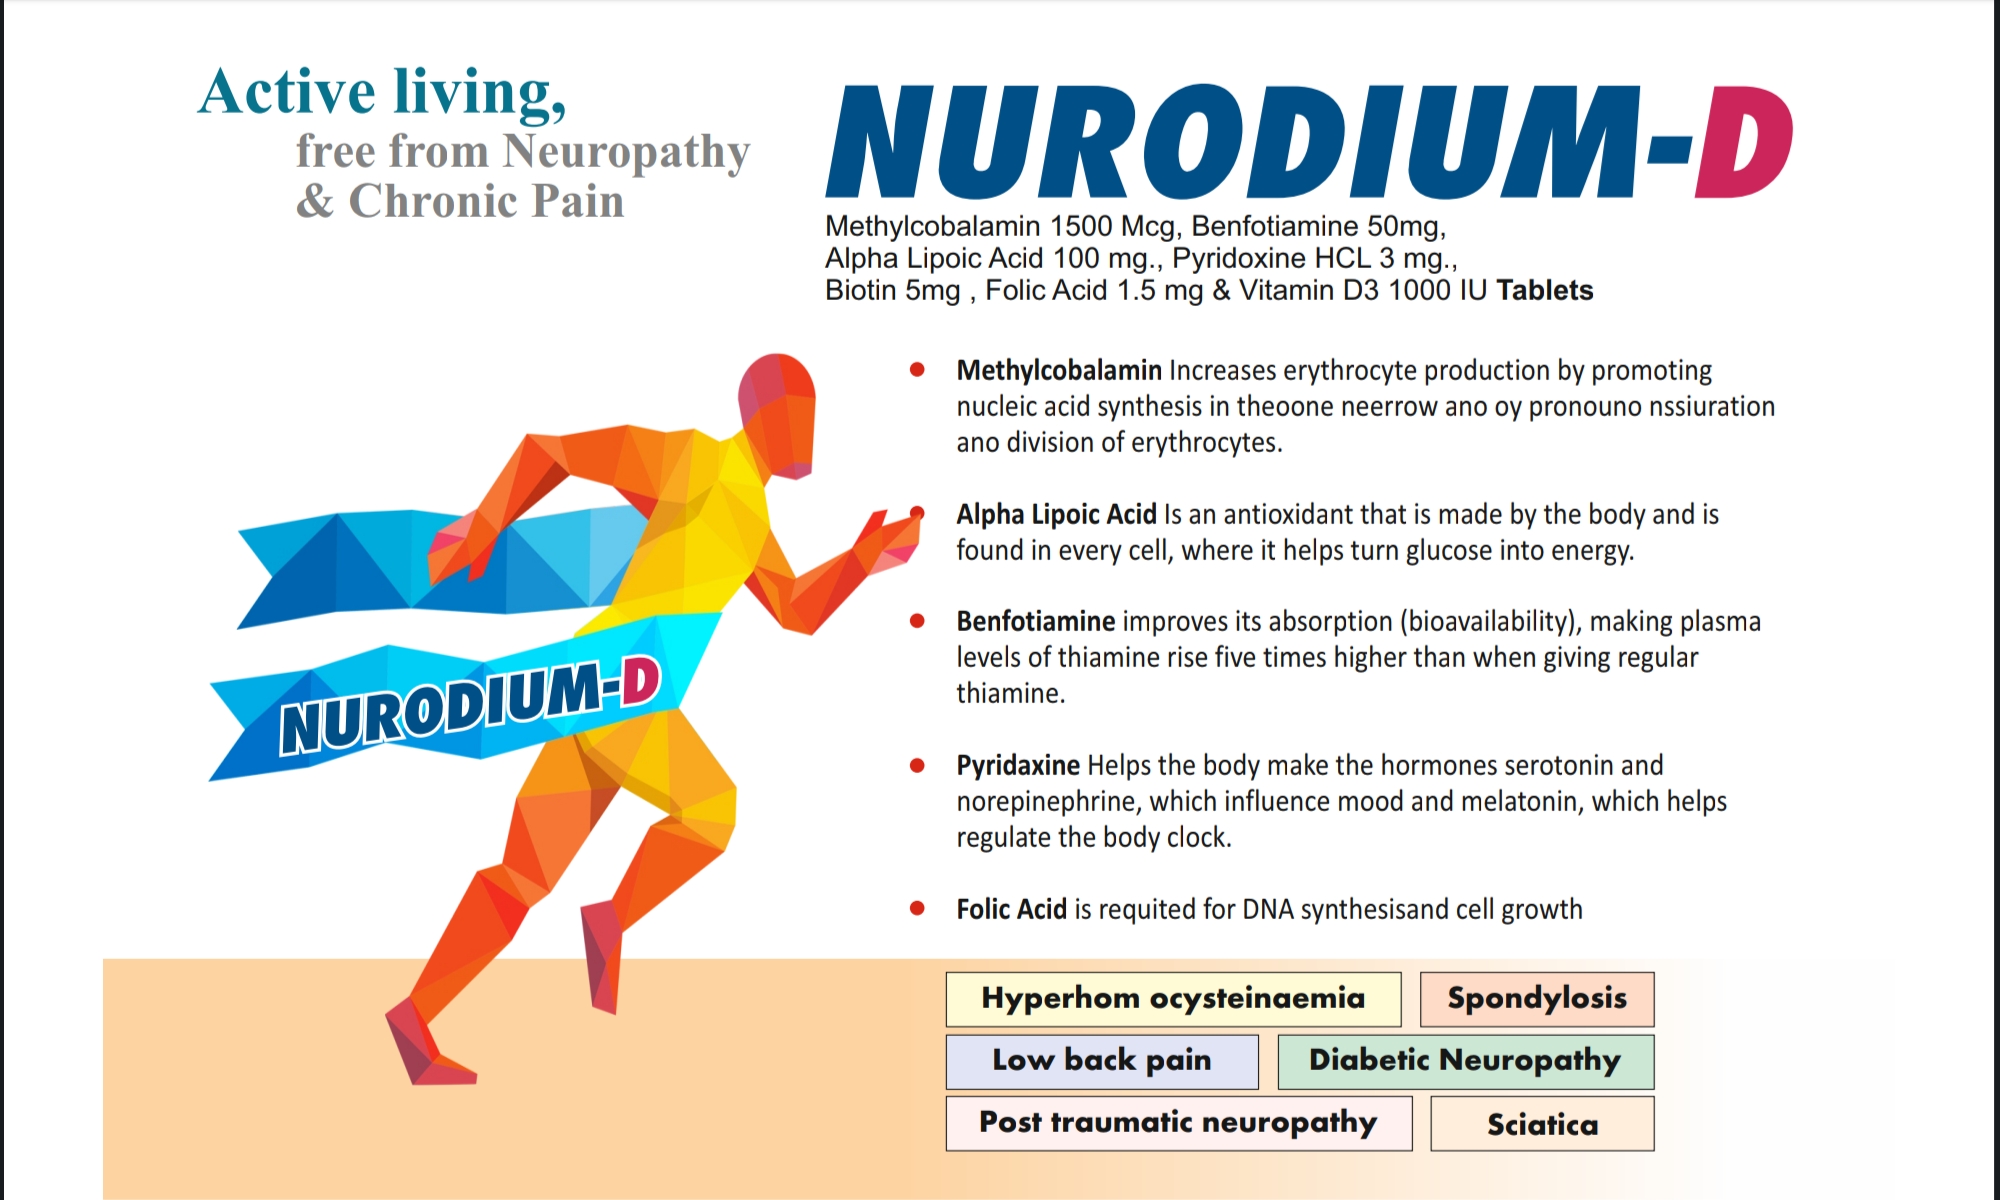 Active living,
free from Neuropathy
& Chronic Pain
NURODIUM-D
Methylcobalamin 1500 Mcg, Benfotiamine 50mg,
Alpha Lipoic Acid 100 mg., Pyridoxine HCL 3 mg.,
Biotin 5mg , Folic Acid 1.5 mg & Vitamin D3 1000 IU Tablets
• Methylcobalamin Increases erythrocyte production by promoting
nucleic acid synthesis in theoone neerrow ano oy pronouno nssiuration
ano division of erythrocytes.
• Alpha Lipoic Acid Is an antioxidant that is made by the body and is
found in every cell, where it helps turn glucose into energy.
• Benfotiamine improves its absorption (bioavailability), making plasma
levels of thiamine rise five times higher than when giving regular
thiamine.
• Pyridaxine Helps the body make the hormones serotonin and
norepinephrine, which influence mood and melatonin, which helps
regulate the body clock.
• Folic Acid is requited for DNA synthesisand cell growth
NURODIUM-D
Hyperhom ocysteinaemia
Spondylosis
Low back pain
Diabetic Neuropathy
Post traumatic neuropathy
Sciatica